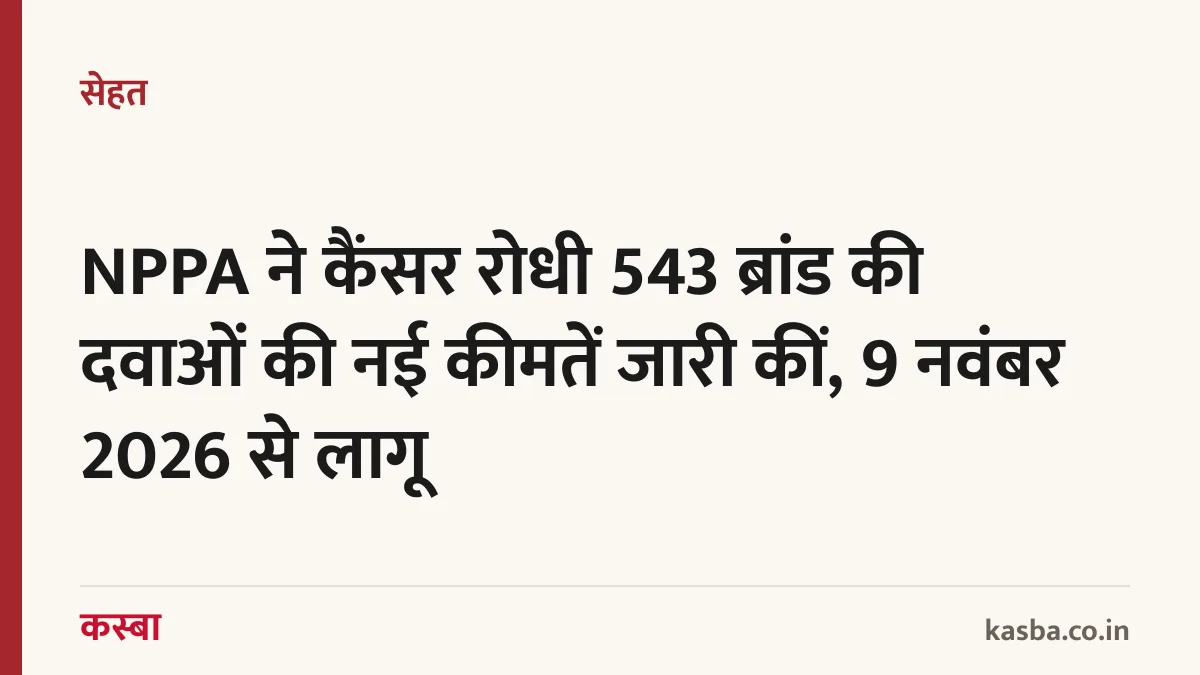 सेहत
NPPA ने कैंसर रोधी 543 ब्रांड की
दवाओं की नई कीमतें जारी कीं, 9 नवंबर
2026 से लागू
कस्बा
kasba.co.in